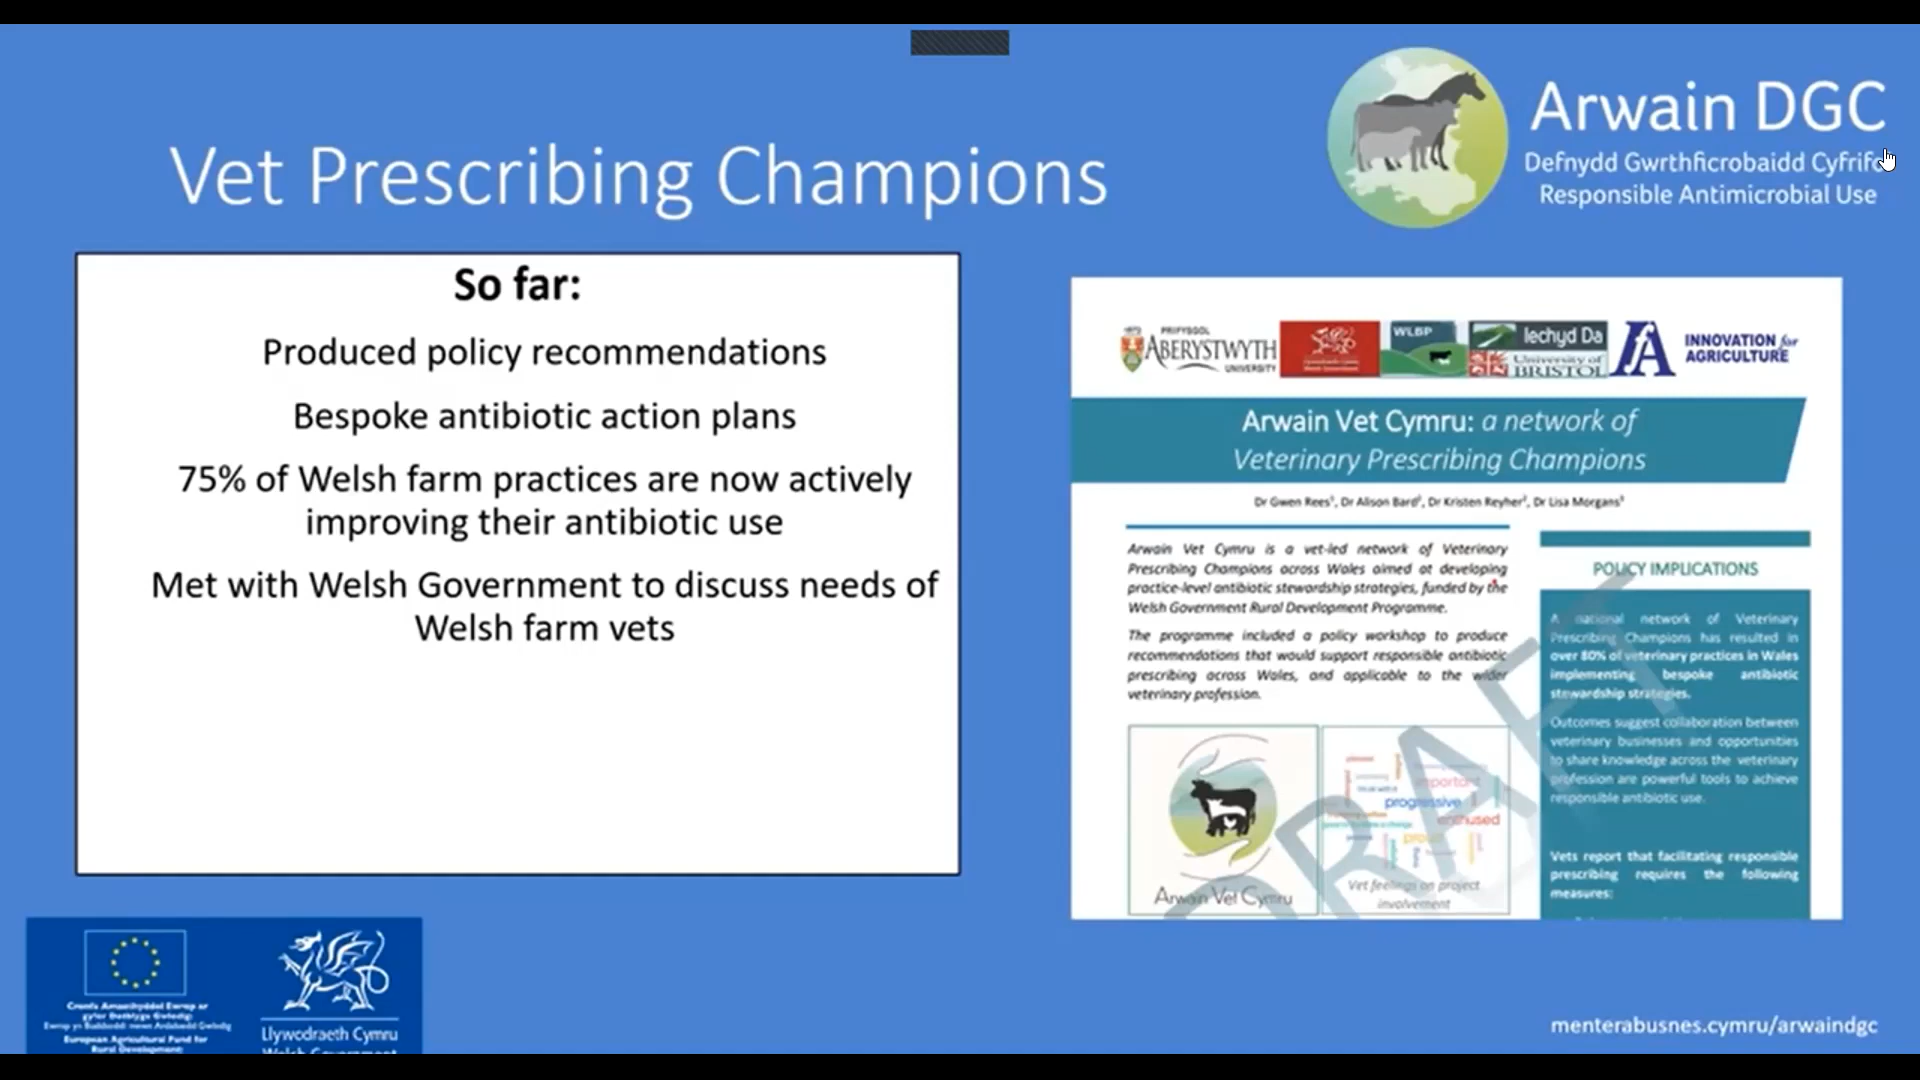 Arwain DGC
Defnydd Gwrthficrobaidd
Responsible Antimicrobial Use
Vet Prescribing Champions
So far:
Produced policy recommendations
Bespoke antibiotic action plans
75% of Welsh farm practices are now actively
improving their antibiotic use
Met with Welsh Government to discuss needs of
Welsh farm vets
PRIFYSGOL
ABERYSTWYTH
UNIVERSITY
WLBP
Iechyd Da
University of
BRISTOL
INNOVATION for
AGRICULTURE
Arwain Vet Cymru: a network of
Veterinary Prescribing Champions
Dr Gwen Rees¹, Dr Alison Bard², Dr Kristen Reyher², Dr Lisa Morgans³
Arwain Vet Cymru is a vet-led network of Veterinary
Prescribing Champions across Wales aimed at developing
practice-level antibiotic stewardship strategies, funded by the
Welsh Government Rural Development Programme.
The programme included a policy workshop to produce
recommendations that would support responsible antibiotic
prescribing across Wales, and applicable to the wider
veterinary profession.
Arwain Vet Cymru
important
progressive
enthused
proud
Vet feelings on project
involvement
POLICY IMPLICATIONS
A national network of Veterinary
Prescribing Champions has resulted in
over 80% of veterinary practices in Wales
implementing bespoke antibiotic
stewardship strategies.
Outcomes suggest collaboration between
veterinary businesses and opportunities
to share knowledge across the veterinary
profession are powerful tools to achieve
responsible antibiotic use.
Vets report that facilitating responsible
prescribing requires the following
measures:
DRAFT
Cronfa Amaethyddol Ewrop ar
gyfer Datblygu Gwledig:
Ewrop yn Buddsoddi mewn Ardaloedd Gwledig
European Agricultural Fund for
Rural Development:
Llywodraeth Cymru
Welsh Government
menterabusnes.cymru/arwaindgc